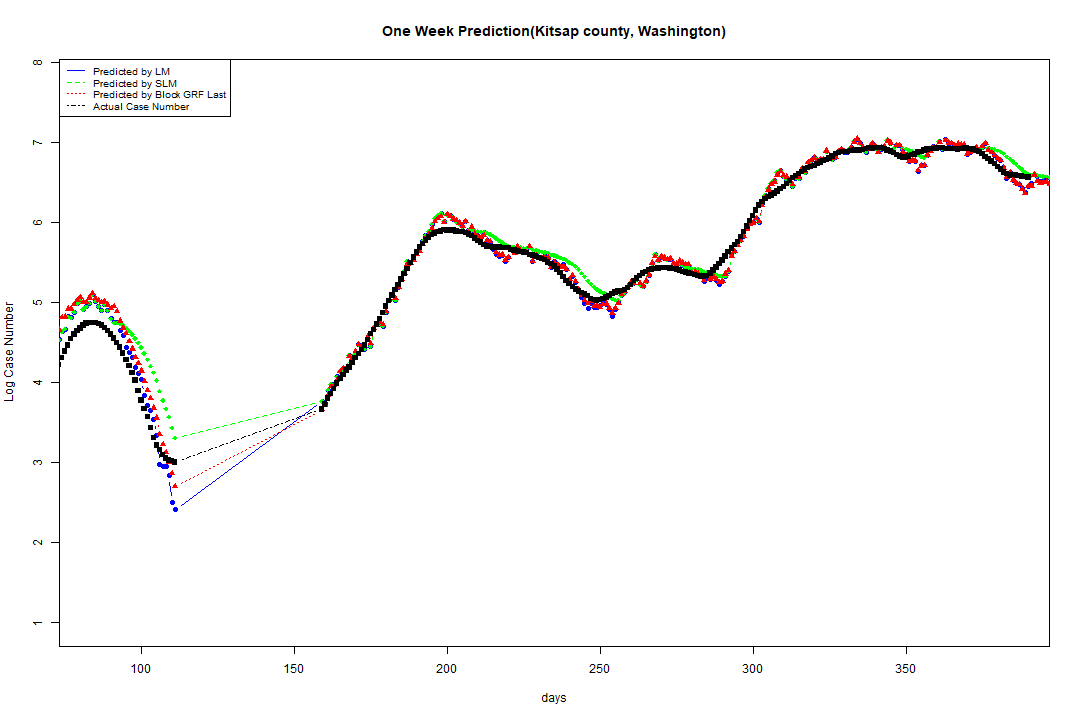 One Week Prediction(Kitsap county, Washington)
Predicted by LM
Predicted by SLM
Predicted by Block GRF Last
Actual Case Number
Log Case Number
8
7
6
5
4
3
2
1
100 150 200 250 300 350
days